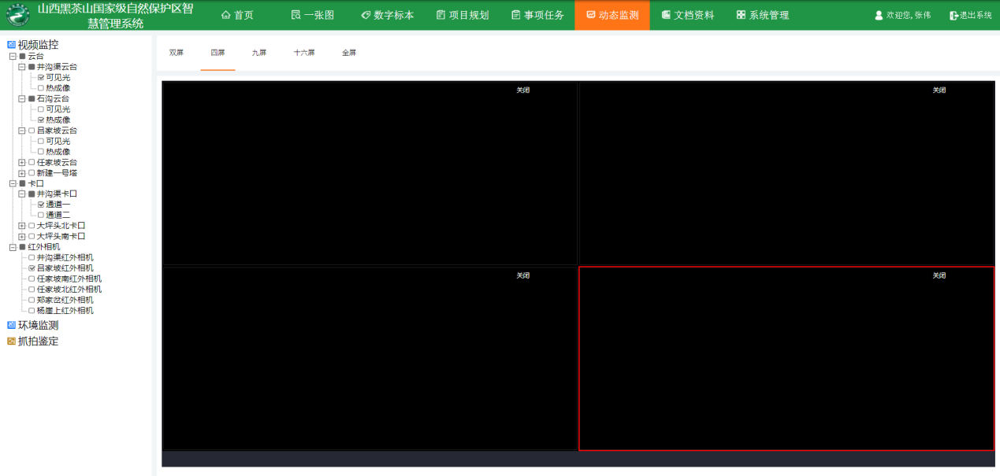 山西黑茶山国家级自然保护区智
慧管理系统
首页
一张图
数字标本
项目规划
事项任务
动态监测
文档资料
系统管理
欢迎您, 张伟
退出系统
视频监控
云台
井沟渠云台
可见光
热成像
石沟云台
可见光
热成像
吕家坡云台
可见光
热成像
任家坡云台
新建一号塔
卡口
井沟渠卡口
通道一
通道二
大坪头北卡口
大坪头南卡口
红外相机
井沟渠红外相机
吕家坡红外相机
任家坡南红外相机
任家坡北红外相机
郑家岔红外相机
杨崖上红外相机
环境监测
抓拍鉴定
双屏
四屏
九屏
十六屏
全屏
关闭
关闭
关闭
关闭